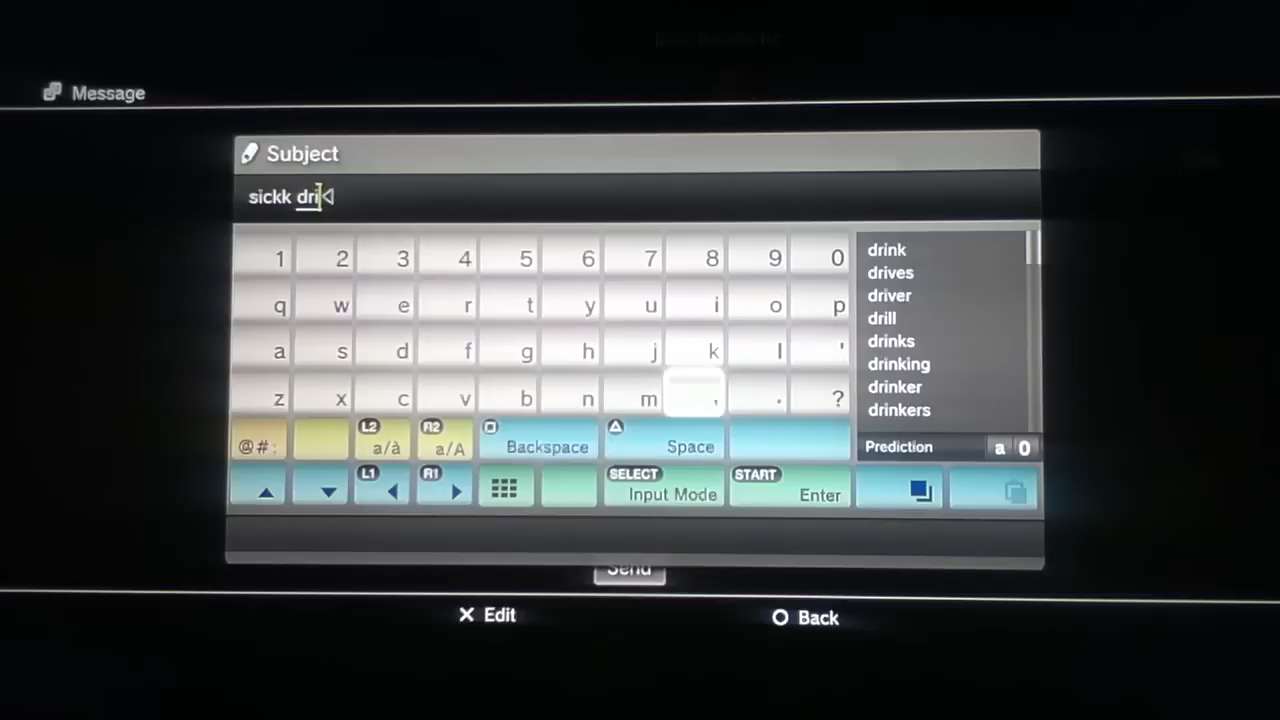 Message
Subject
sickk dri
1 2 3 4 5 6 7 8 9 0
q w e r t y u i o p
a s d f g h j k l '
z x c v b n m , . ?
drink
drives
driver
drill
drinks
drinking
drinker
drinkers
@#: L2 a/à R2 a/A Backspace Space
Prediction a 0
L1 R1 SELECT Input Mode START Enter
Send
X Edit O Back